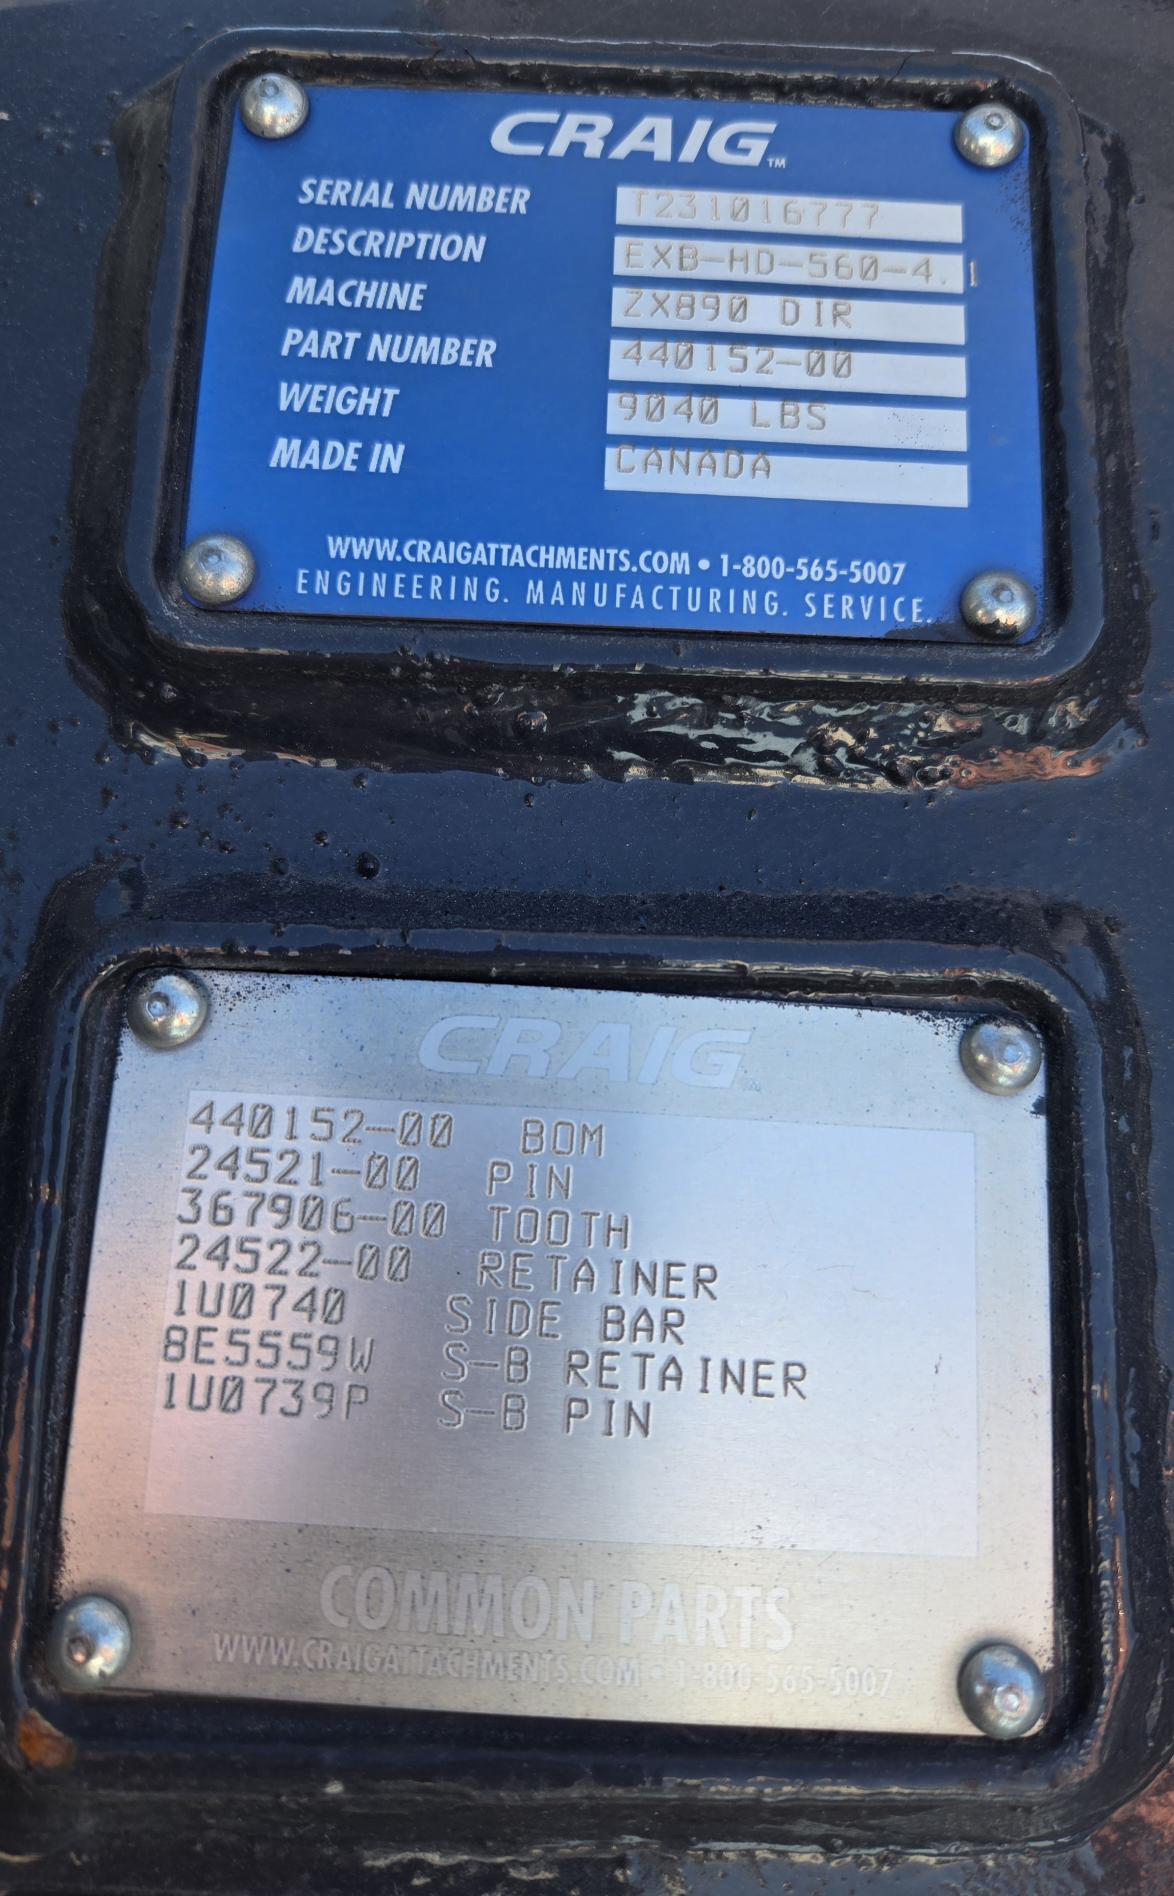 CRAIG™
SERIAL NUMBER T231016777
DESCRIPTION EXB-HD-560-4.1
MACHINE ZX890 DIR
PART NUMBER 440152-00
WEIGHT 9040 LBS
MADE IN CANADA
WWW.CRAIGATTACHMENTS.COM • 1-800-565-5007
ENGINEERING. MANUFACTURING. SERVICE.
CRAIG
440152-00 BOM
24521-00 PIN
367906-00 TOOTH
24522-00 RETAINER
1U0740 SIDE BAR
8E5559W S-B RETAINER
1U0739P S-B PIN
COMMON PARTS
WWW.CRAIGATTACHMENTS.COM • 1-800-565-5007